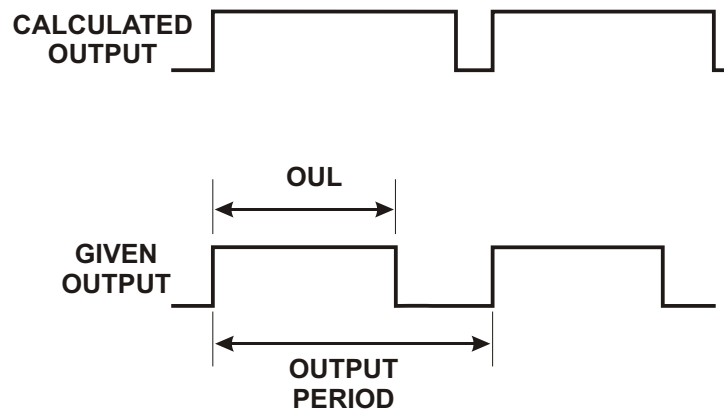 CALCULATED
OUTPUT
OUL
GIVEN
OUTPUT
OUTPUT
PERIOD